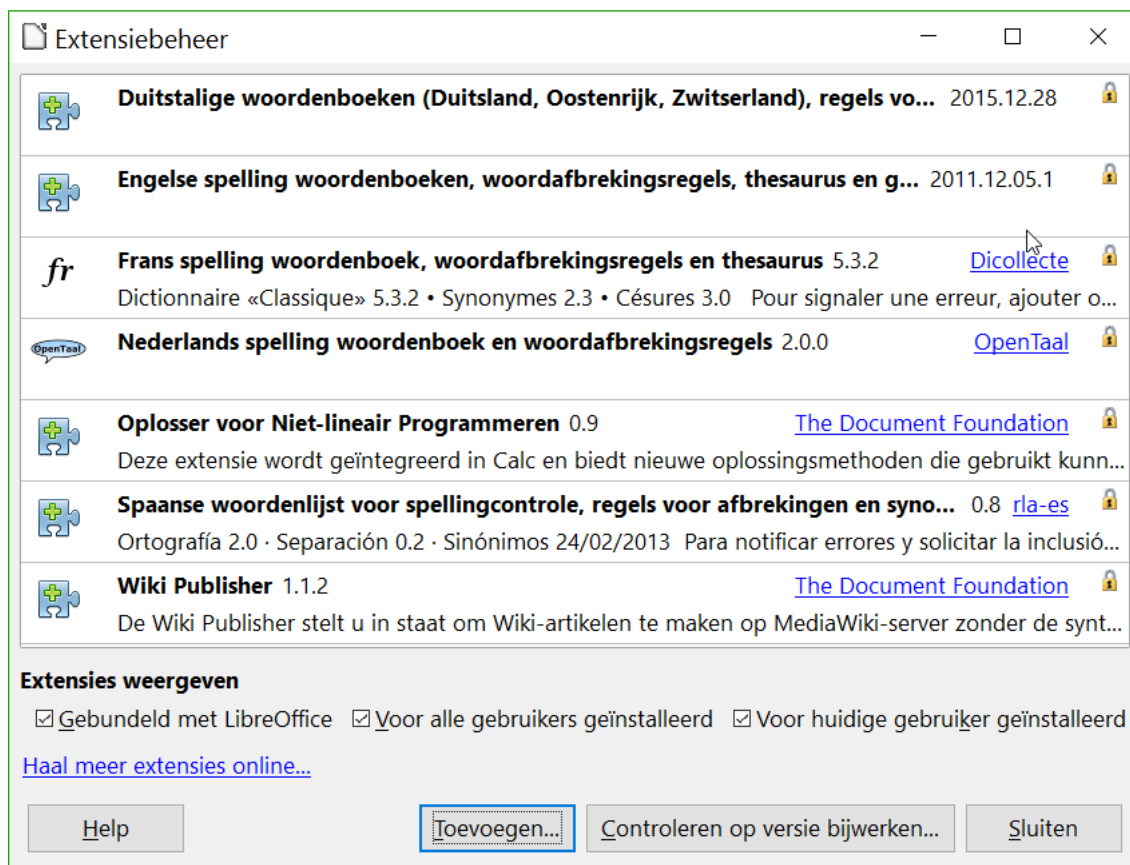 Extensiebeheer
Duitstalige woordenboeken (Duitsland, Oostenrijk, Zwitserland), regels vo... 2015.12.28
Engelse spelling woordenboeken, woordafbrekingsregels, thesaurus en g... 2011.12.05.1
fr Frans spelling woordenboek, woordafbrekingsregels en thesaurus 5.3.2 Dicollecte
Dictionnaire «Classique» 5.3.2 • Synonymes 2.3 • Césures 3.0 Pour signaler une erreur, ajouter o...
OpenTaal Nederlands spelling woordenboek en woordafbrekingsregels 2.0.0 OpenTaal
Oplosser voor Niet-lineair Programmeren 0.9 The Document Foundation
Deze extensie wordt geïntegreerd in Calc en biedt nieuwe oplossingsmethoden die gebruikt kunn...
Spaanse woordenlijst voor spellingcontrole, regels voor afbrekingen en syno... 0.8 rla-es
Ortografía 2.0 · Separación 0.2 · Sinónimos 24/02/2013 Para notificar errores y solicitar la inclusió...
Wiki Publisher 1.1.2 The Document Foundation
De Wiki Publisher stelt u in staat om Wiki-artikelen te maken op MediaWiki-server zonder de synt...
Extensies weergeven
Gebundeld met LibreOffice Voor alle gebruikers geïnstalleerd Voor huidige gebruiker geïnstalleerd
Haal meer extensies online...
Help Toevoegen... Controleren op versie bijwerken... Sluiten